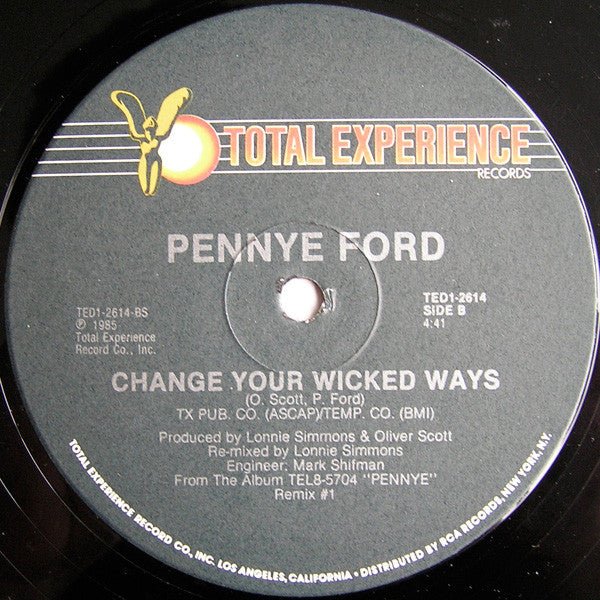 TOTAL EXPERIENCE
RECORDS
PENNYE FORD
TED1-2614-BS
℗ 1985
Total Experience
Record Co., Inc.
TED1-2614
SIDE B
4:41
CHANGE YOUR WICKED WAYS
(O. Scott, P. Ford)
TX PUB. CO. (ASCAP)/TEMP. CO. (BMI)
Produced by Lonnie Simmons & Oliver Scott
Re-mixed by Lonnie Simmons
Engineer: Mark Shifman
From The Album TEL8-5704 "PENNYE"
Remix #1
TOTAL EXPERIENCE RECORD CO., INC. LOS ANGELES, CALIFORNIA • DISTRIBUTED BY RCA RECORDS, NEW YORK, N.Y.